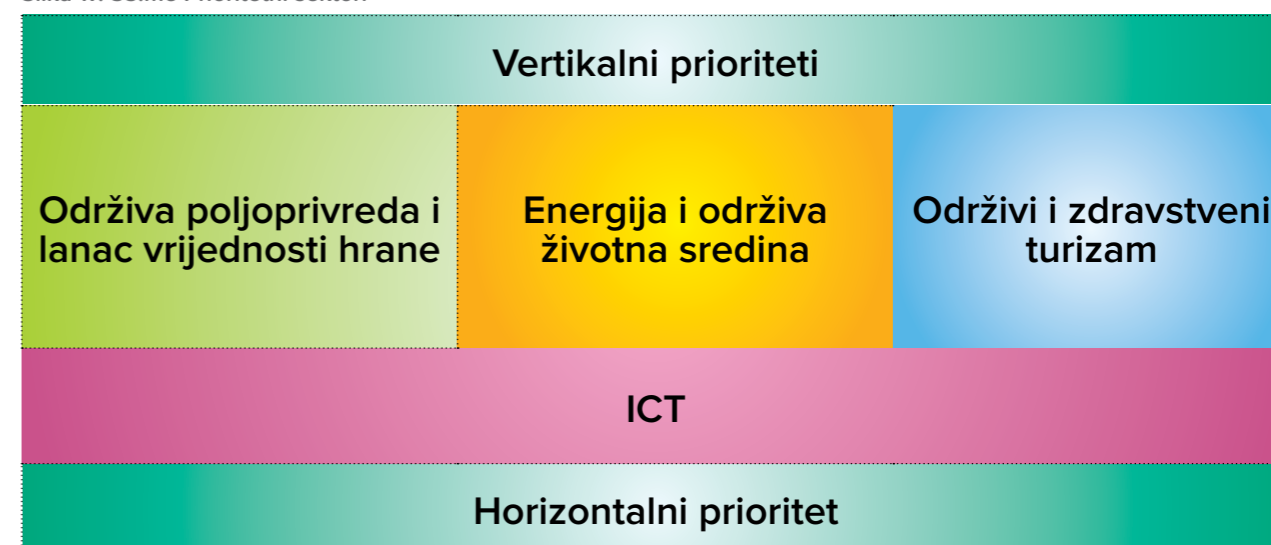 Vertikalni prioriteti
Održiva poljoprivreda i
lanac vrijednosti hrane
Energija i održiva
životna sredina
Održivi i zdravstveni
turizam
ICT
Horizontalni prioritet